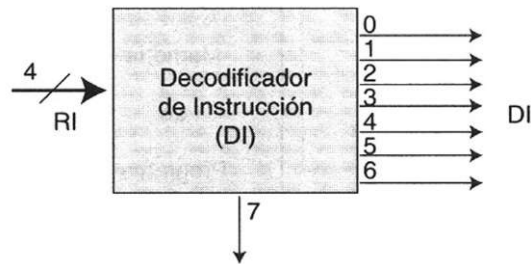 4
RI
Decodificador
de Instrucción
(DI)
0
1
2
3
4
5
6
DI
7